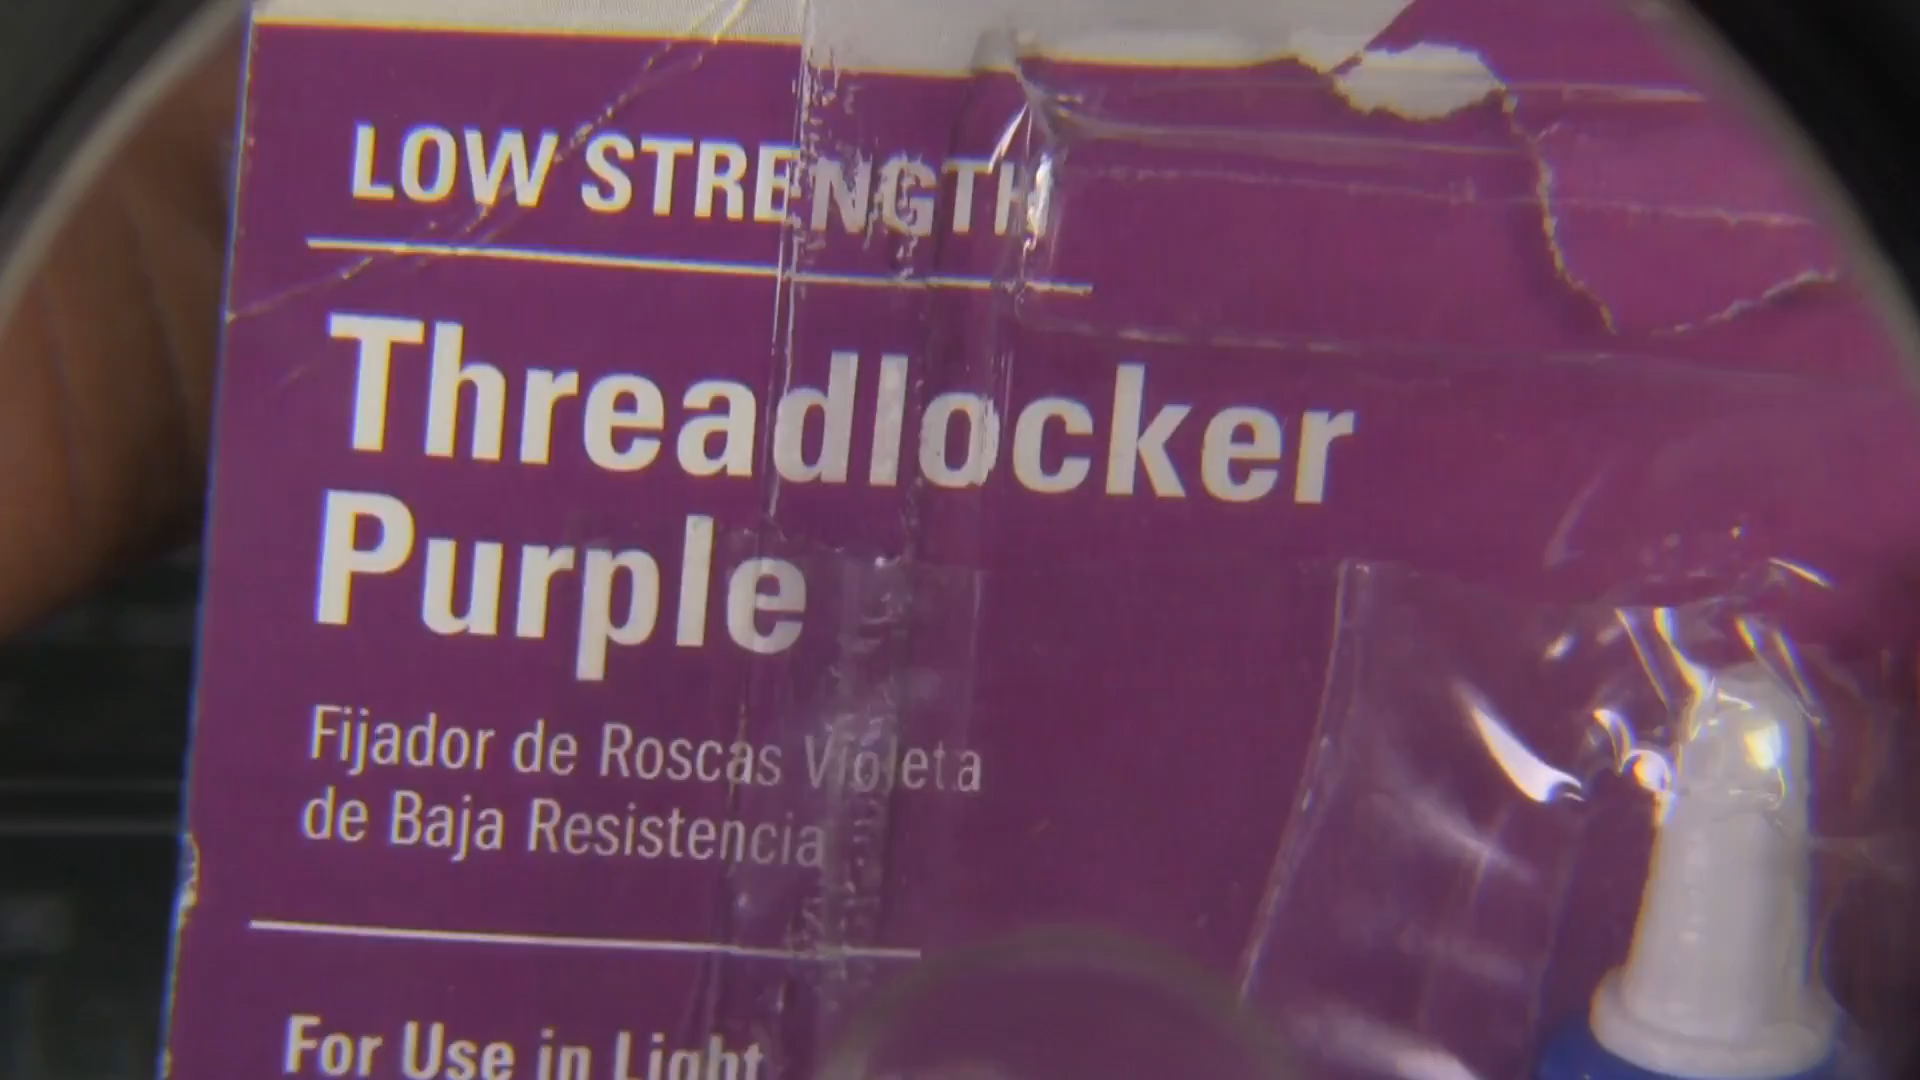 LOW STRENGTH
Threadlocker
Purple
Fijador de Roscas Violeta
de Baja Resistencia
For Use in Light